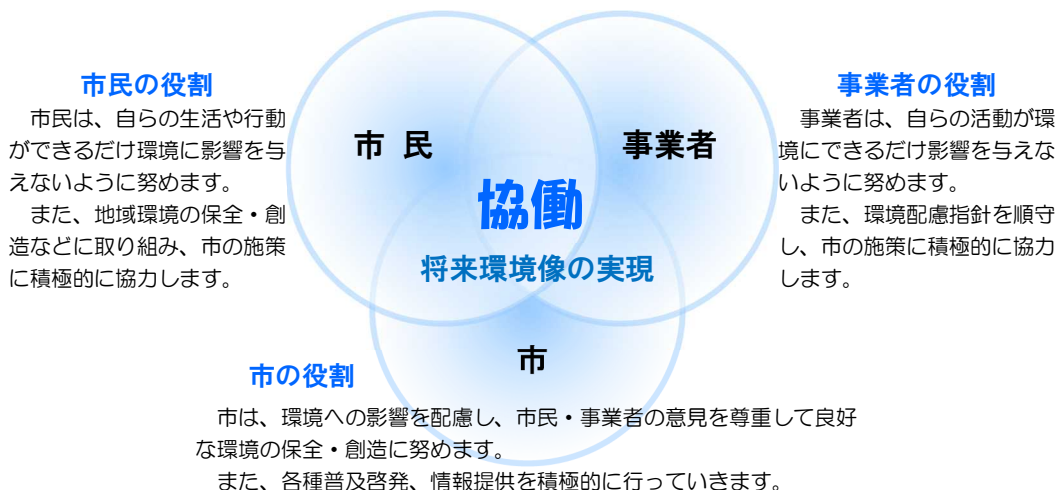 市民の役割
　市民は、自らの生活や行動
ができるだけ環境に影響を与
えないように努めます。
　また、地域環境の保全・創
造などに取り組み、市の施策
に積極的に協力します。
市 民
事業者
協働
将来環境像の実現
市
事業者の役割
　事業者は、自らの活動が環
境にできるだけ影響を与えな
いように努めます。
　また、環境配慮指針を順守
し、市の施策に積極的に協力
します。
市の役割
　市は、環境への影響を配慮し、市民・事業者の意見を尊重して良好
な環境の保全・創造に努めます。
　また、各種普及啓発、情報提供を積極的に行っていきます。